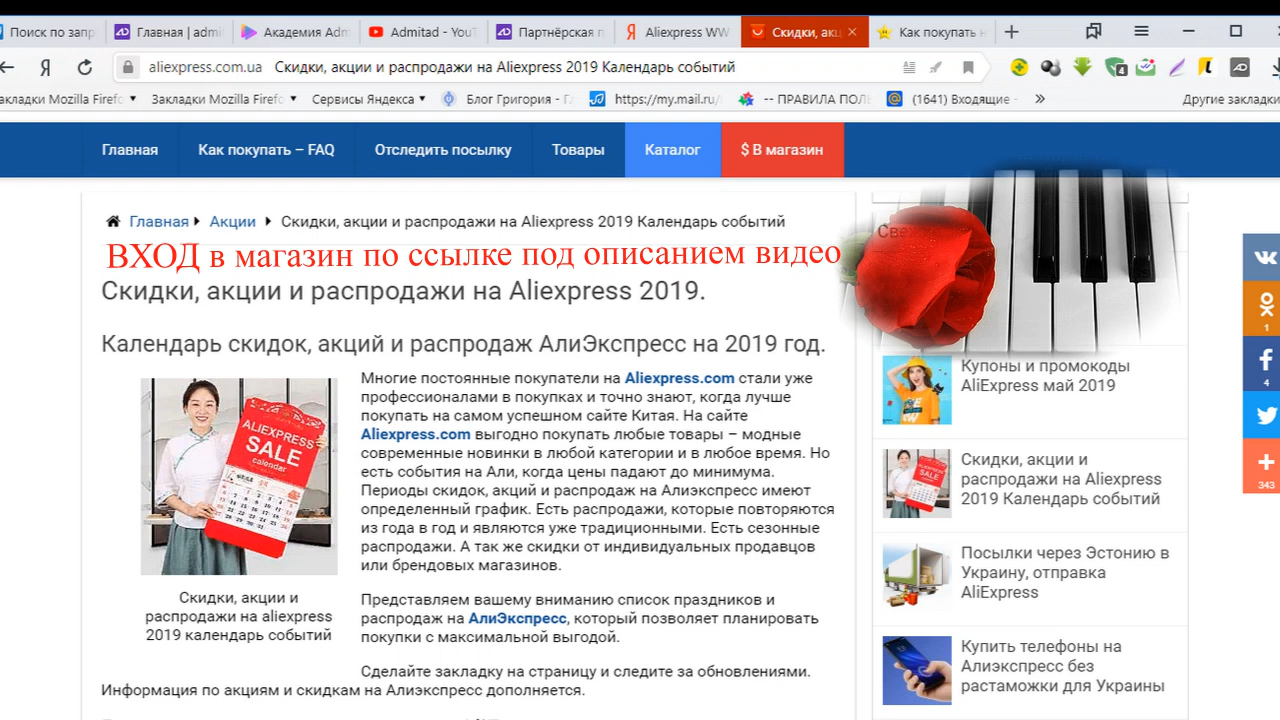 Поиск по запр
Главная | admi
Академия Adm
Admitad - YouT
Партнёрская п
Aliexpress WW
Скидки, акц
Как покупать н
aliexpress.com.ua Скидки, акции и распродажи на Aliexpress 2019 Календарь событий
акладки Mozilla Firefo
Закладки Mozilla Firefo
Сервисы Яндекса
Блог Григория - Г
https://my.mail.ru/
-- ПРАВИЛА ПОЛ
(1641) Входящие -
Другие закладки
Главная
Как покупать – FAQ
Отследить посылку
Товары
Каталог
$ В магазин
Главная Акции Скидки, акции и распродажи на Aliexpress 2019 Календарь событий
ВХОД в магазин по ссылке под описанием видео
Скидки, акции и распродажи на Aliexpress 2019.
Календарь скидок, акций и распродаж АлиЭкспресс на 2019 год.
ALIEXPRESS
SALE
calendar
Скидки, акции и
распродажи на aliexpress
2019 календарь событий
Многие постоянные покупатели на Aliexpress.com стали уже
профессионалами в покупках и точно знают, когда лучше
покупать на самом успешном сайте Китая. На сайте
Aliexpress.com выгодно покупать любые товары – модные
современные новинки в любой категории и в любое время. Но
есть события на Али, когда цены падают до минимума.
Периоды скидок, акций и распродаж на Алиэкспресс имеют
определенный график. Есть распродажи, которые повторяются
из года в год и являются уже традиционными. Есть сезонные
распродажи. А так же скидки от индивидуальных продавцов
или брендовых магазинов.
Представляем вашему вниманию список праздников и
распродаж на АлиЭкспресс, который позволяет планировать
покупки с максимальной выгодой.
Сделайте закладку на страницу и следите за обновлениями.
Информация по акциям и скидкам на Алиэкспресс дополняется.
Купоны и промокоды
AliExpress май 2019
Скидки, акции и
распродажи на Aliexpress
2019 Календарь событий
Посылки через Эстонию в
Украину, отправка
AliExpress
Купить телефоны на
Алиэкспресс без
растаможки для Украины
1
4
343